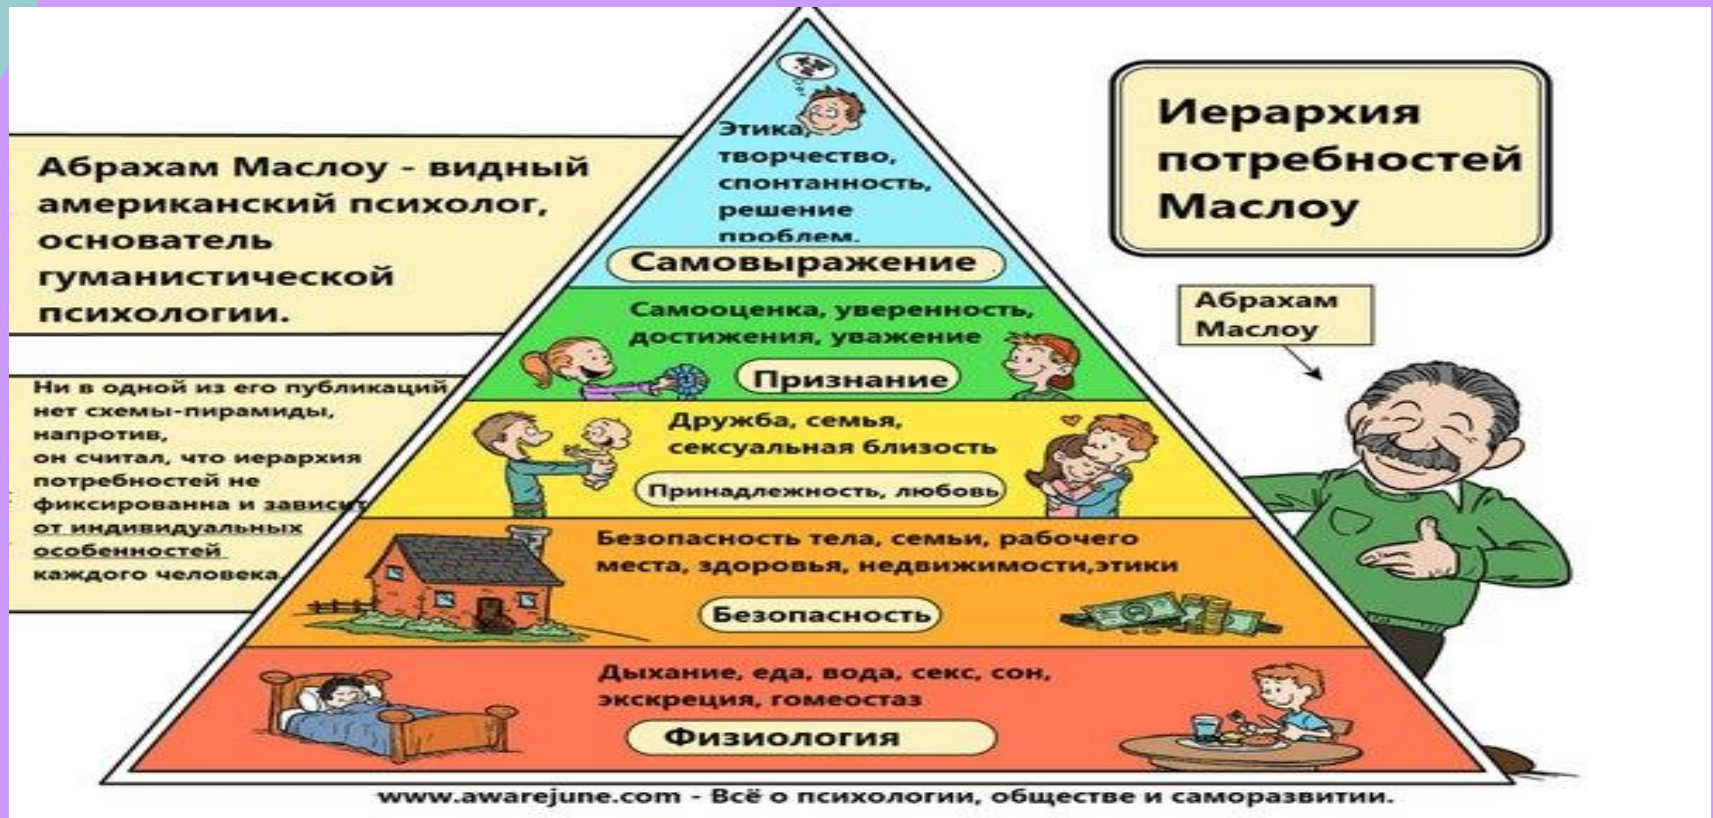 Иерархия
потребностей
Маслоу
Абрахам Маслоу - видный
американский психолог,
основатель
гуманистической
психологии.
Ни в одной из его публикаций
нет схемы-пирамиды,
напротив,
он считал, что иерархия
потребностей не
фиксированна и зависит
от индивидуальных
особенностей
каждого человека.
Этика,
творчество,
спонтанность,
решение
проблем.
Самовыражение
Самооценка, уверенность,
достижения, уважение
Признание
Дружба, семья,
сексуальная близость
Принадлежность, любовь
Безопасность тела, семьи, рабочего
места, здоровья, недвижимости,этики
Безопасность
Дыхание, еда, вода, секс, сон,
экскреция, гомеостаз
Физиология
Абрахам
Маслоу
www.awarejune.com - Всё о психологии, обществе и саморазвитии.